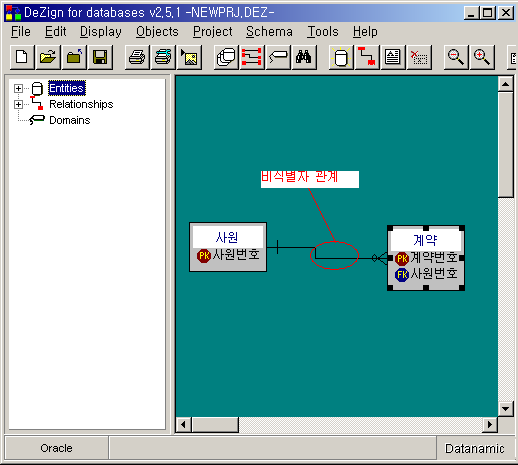 DeZign for databases v2.5.1 -NEWPRJ.DEZ-
File Edit Display Objects Project Schema Tools Help
Entities
Relationships
Domains
비식별자 관계
사원
PK 사원번호
계약
PK 계약번호
FK 사원번호
Oracle
Datanamic